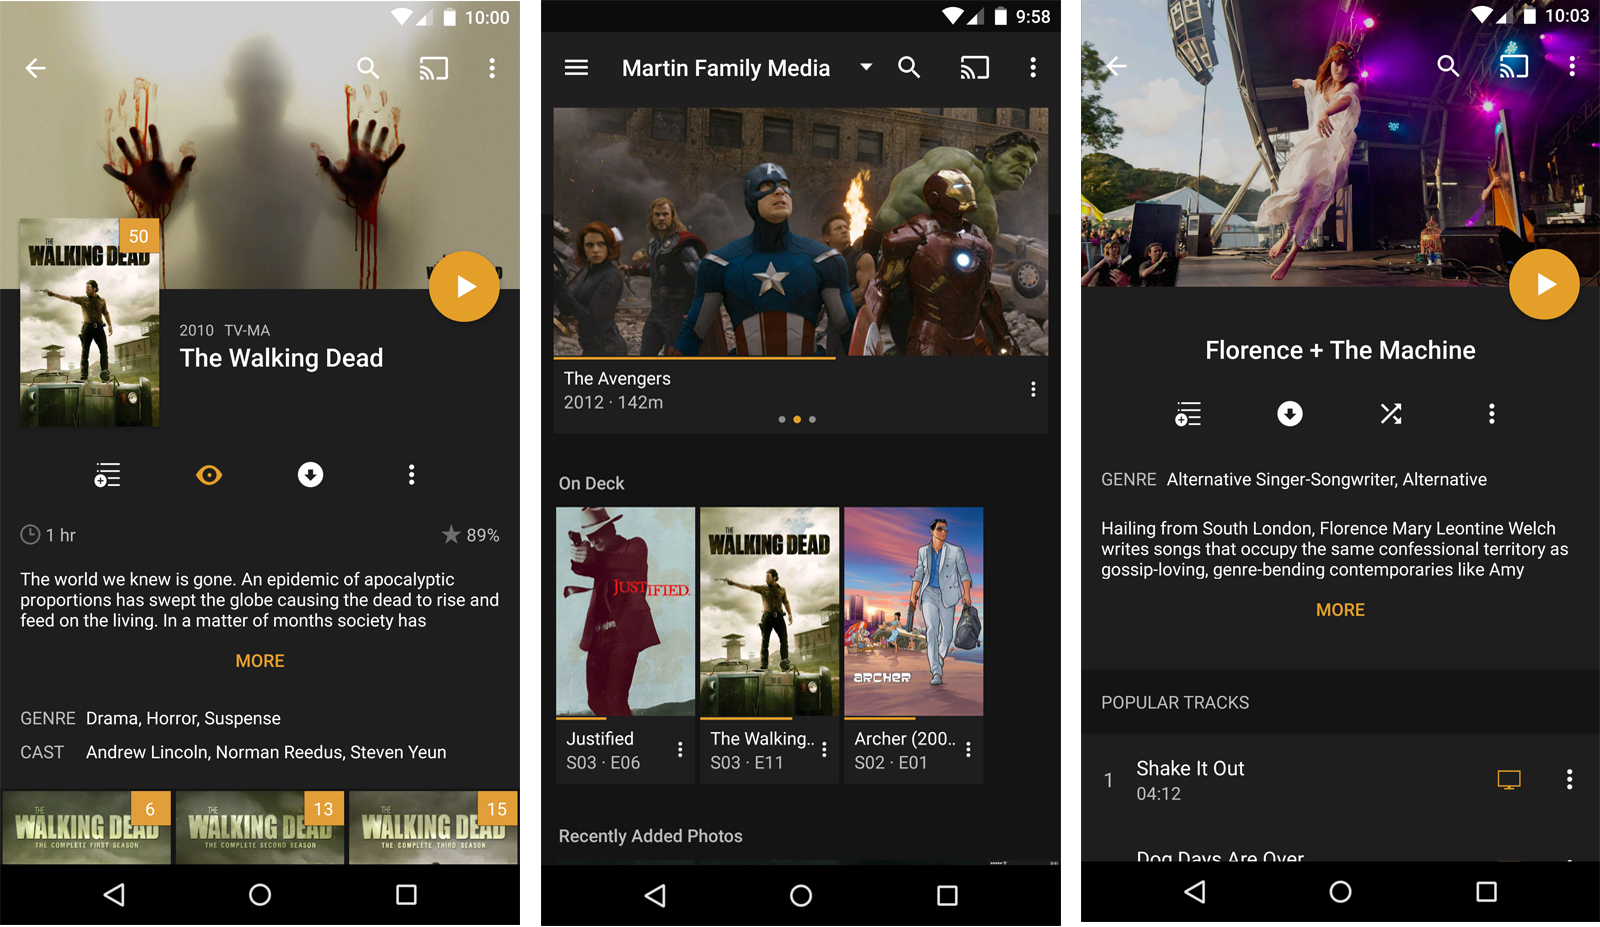 10:00
50
THE
WALKING DEAD
2010 TV-MA
The Walking Dead
1 hr
89%
The world we knew is gone. An epidemic of apocalyptic
proportions has swept the globe causing the dead to rise and
feed on the living. In a matter of months society has
MORE
GENRE Drama, Horror, Suspense
CAST Andrew Lincoln, Norman Reedus, Steven Yeun
6
THE
WALKING DEAD
THE COMPLETE FIRST SEASON
13
THE
WALKING DEAD
THE COMPLETE SECOND SEASON
15
THE
WALKING DEAD
THE COMPLETE THIRD SEASON
9:58
Martin Family Media
The Avengers
2012 · 142m
On Deck
JUSTIFIED.
THE
WALKING DEAD
ARCHER
Justified
S03 · E06
The Walking..
S03 · E11
Archer (200..
S02 · E01
Recently Added Photos
10:03
Florence + The Machine
GENRE Alternative Singer-Songwriter, Alternative
Hailing from South London, Florence Mary Leontine Welch
writes songs that occupy the same confessional territory as
gossip-loving, genre-bending contemporaries like Amy
MORE
POPULAR TRACKS
1 Shake It Out
04:12
Dog Days Are Over